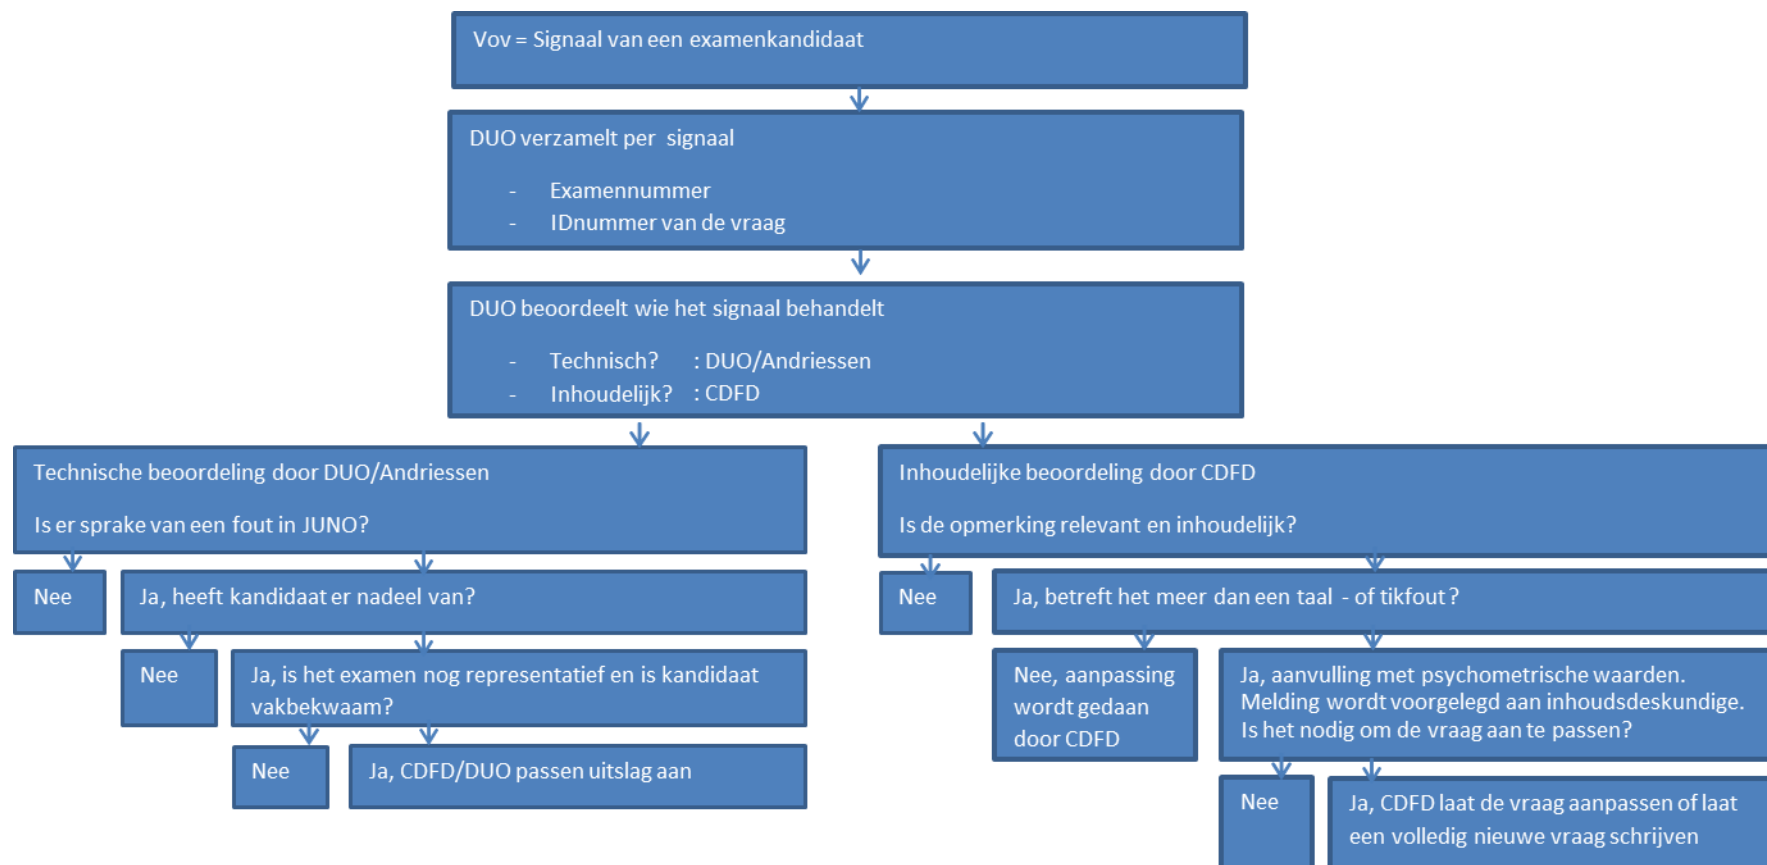 Vov = Signaal van een examenkandidaat
DUO verzamelt per signaal
- Examennummer
- IDnummer van de vraag
DUO beoordeelt wie het signaal behandelt
- Technisch? : DUO/Andriessen
- Inhoudelijk? : CDFD
Technische beoordeling door DUO/Andriessen
Is er sprake van een fout in JUNO?
Nee
Ja, heeft kandidaat er nadeel van?
Nee
Ja, is het examen nog representatief en is kandidaat
vakbekwaam?
Nee
Ja, CDFD/DUO passen uitslag aan
Inhoudelijke beoordeling door CDFD
Is de opmerking relevant en inhoudelijk?
Nee
Ja, betreft het meer dan een taal - of tikfout?
Nee, aanpassing
wordt gedaan
door CDFD
Ja, aanvulling met psychometrische waarden.
Melding wordt voorgelegd aan inhoudsdeskundige.
Is het nodig om de vraag aan te passen?
Nee
Ja, CDFD laat de vraag aanpassen of laat
een volledig nieuwe vraag schrijven